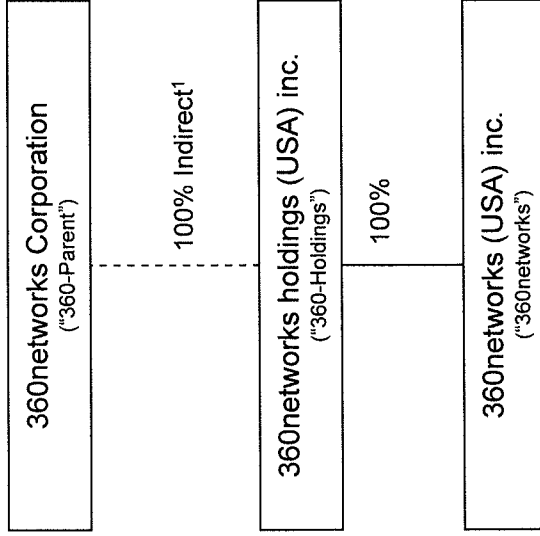 360networks Corporation
("360-Parent")
100% Indirect¹
360networks holdings (USA) inc.
("360-Holdings")
100%
360networks (USA) inc.
("360networks")